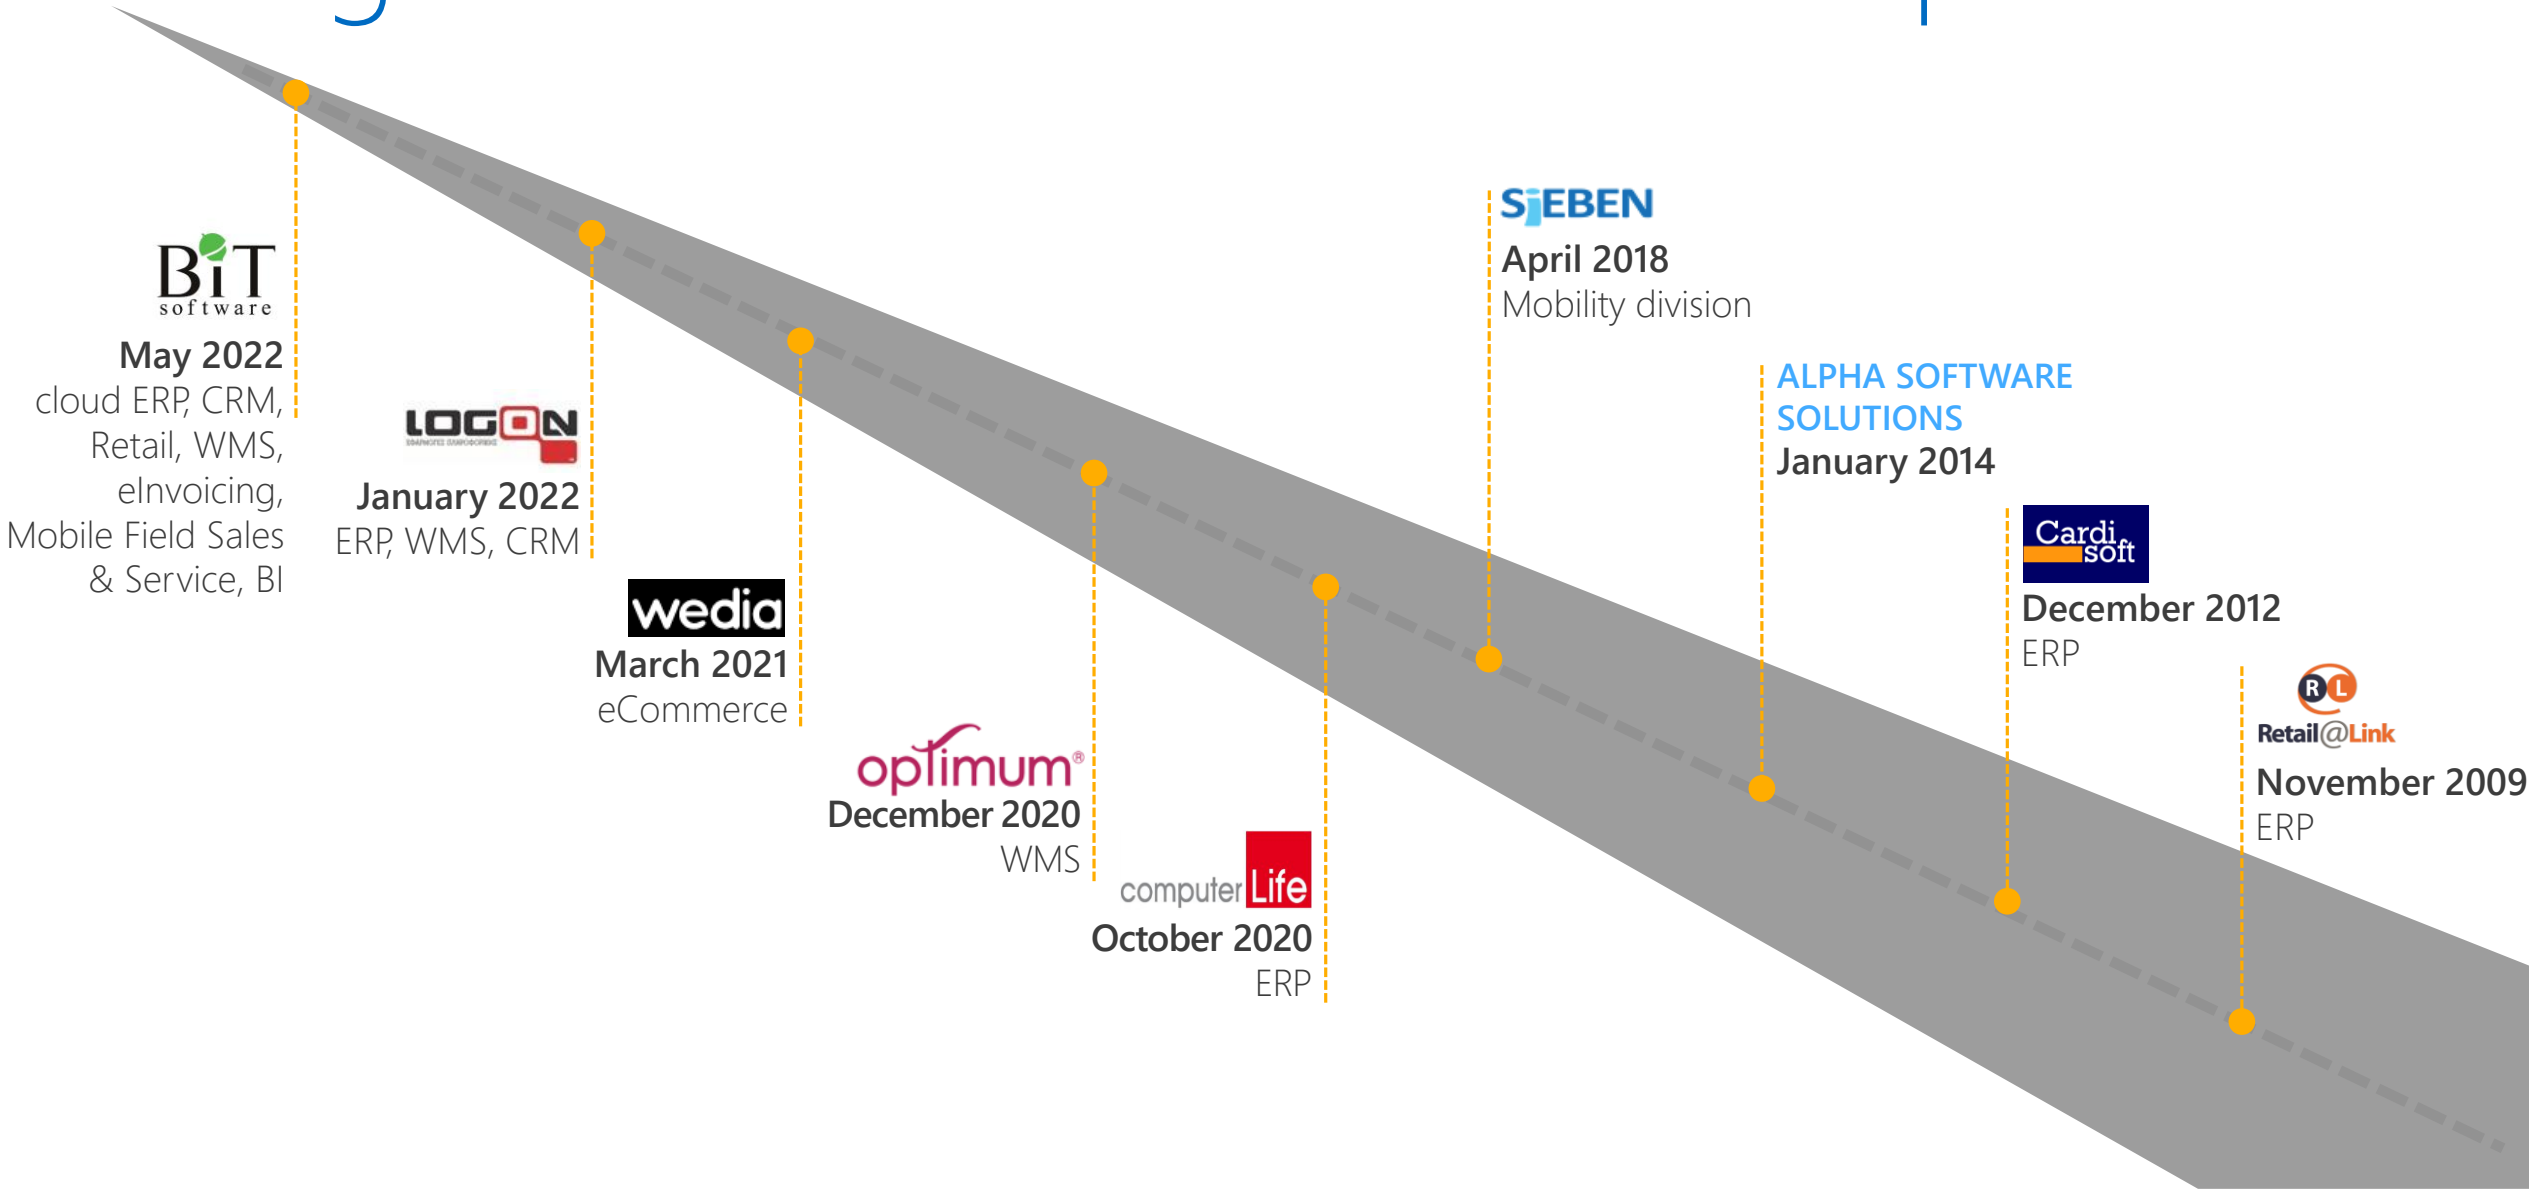 BiT
software
May 2022
cloud ERP, CRM,
Retail, WMS,
eInvoicing,
Mobile Field Sales
& Service, BI
LOGON
January 2022
ERP, WMS, CRM
wedia
March 2021
eCommerce
optimum®
December 2020
WMS
computer Life
October 2020
ERP
SiEBEN
April 2018
Mobility division
ALPHA SOFTWARE
SOLUTIONS
January 2014
Cardi
soft
December 2012
ERP
RL
Retail@Link
November 2009
ERP